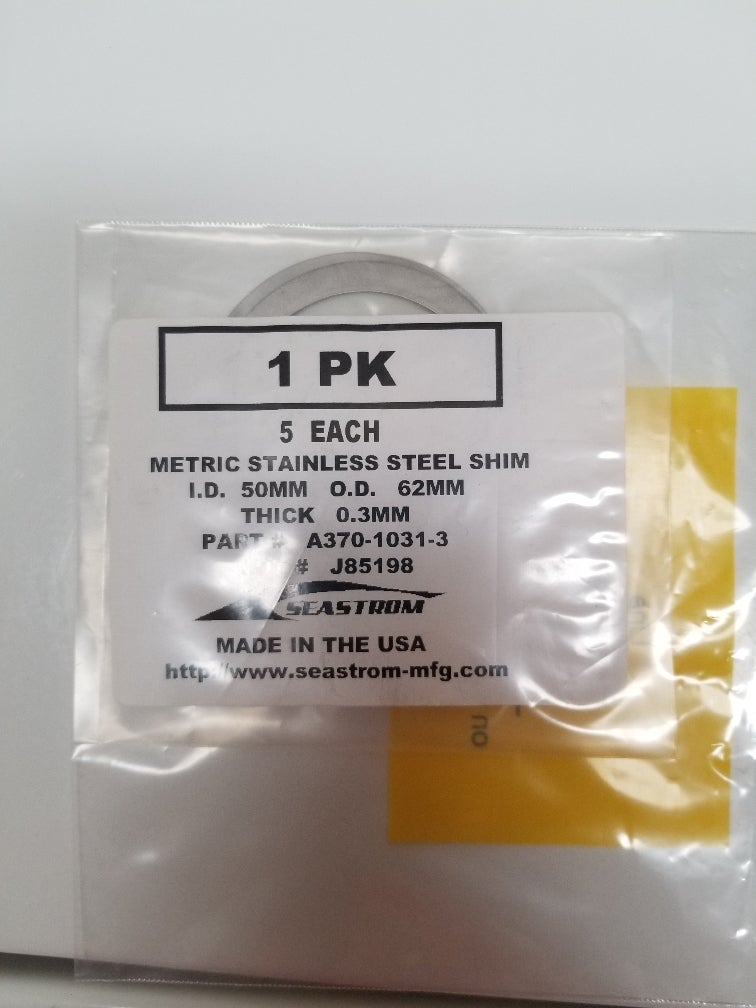 1 PK
5 EACH
METRIC STAINLESS STEEL SHIM
I.D. 50MM O.D. 62MM
THICK 0.3MM
PART # A370-1031-3
# J85198
SEASTROM
MADE IN THE USA
http://www.seastrom-mfg.com